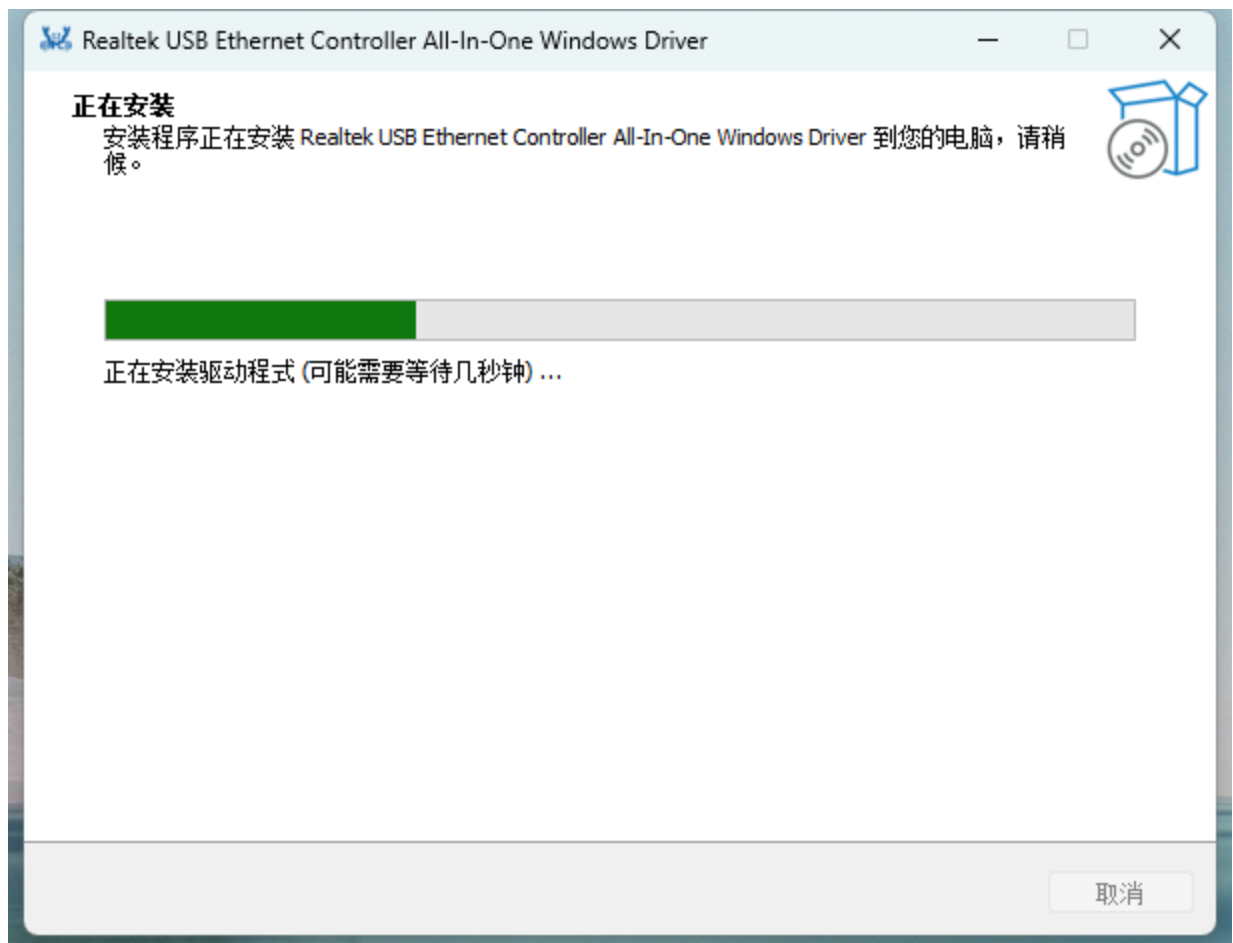 Realtek USB Ethernet Controller All-In-One Windows Driver
正在安装
安装程序正在安装 Realtek USB Ethernet Controller All-In-One Windows Driver 到您的电脑，请稍
候。
正在安装驱动程式 (可能需要等待几秒钟) ...
取消